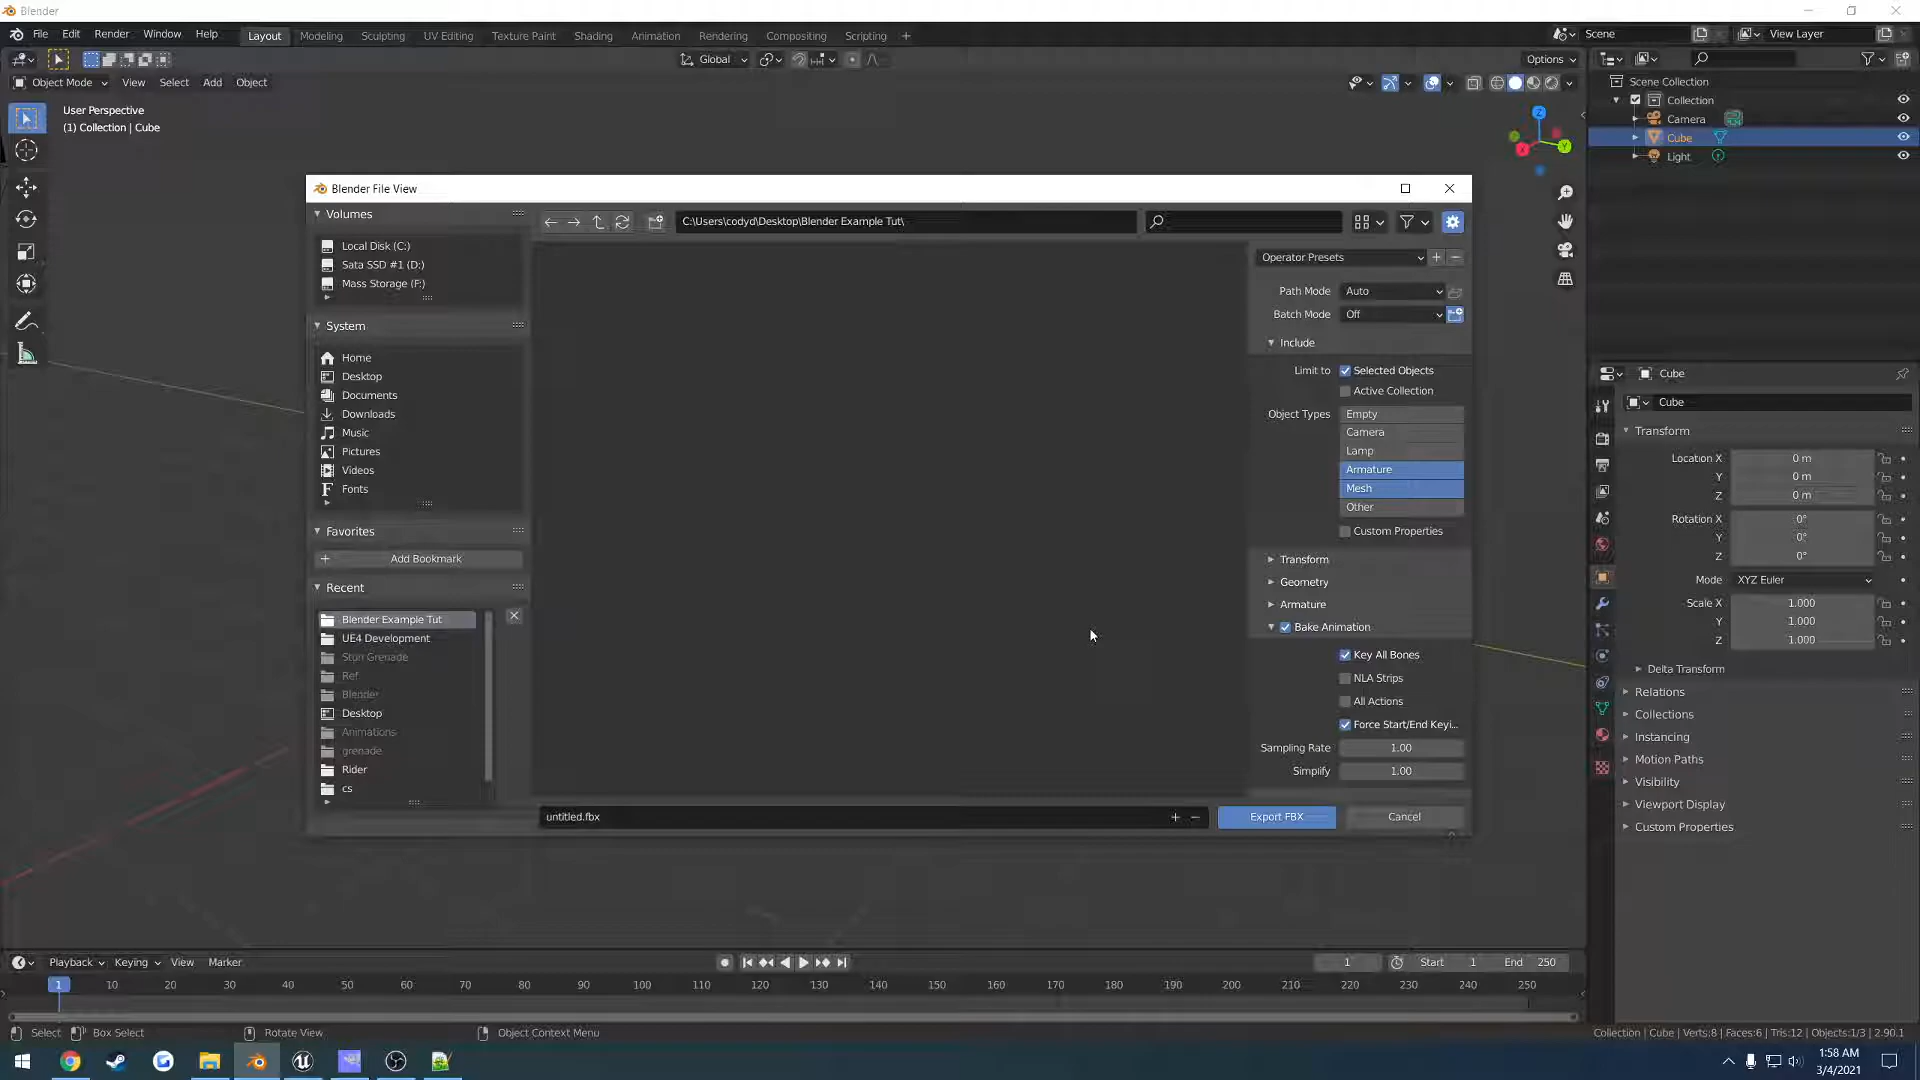 Blender
File Edit Render Window Help Layout Modeling Sculpting UV Editing Texture Paint Shading Animation Rendering Compositing Scripting + Scene View Layer
Global Options
Object Mode View Select Add Object
User Perspective
(1) Collection | Cube
Scene Collection
Collection
Camera
Cube
Light
Z
X
Y
Blender File View
Volumes
C:\Users\codyd\Desktop\Blender Example Tut\
Local Disk (C:)
Sata SSD #1 (D:)
Mass Storage (F:)
System
Home
Desktop
Documents
Downloads
Music
Pictures
Videos
Fonts
Favorites
+ Add Bookmark
Recent
Blender Example Tut
UE4 Development
Stun Grenade
Ref
Blender
Desktop
Animations
grenade
Rider
cs
Operator Presets + −
Path Mode Auto
Batch Mode Off
Include
Limit to Selected Objects
Active Collection
Object Types Empty
Camera
Lamp
Armature
Mesh
Other
Custom Properties
Transform
Geometry
Armature
Bake Animation
Key All Bones
NLA Strips
All Actions
Force Start/End Keyi...
Sampling Rate 1.00
Simplify 1.00
untitled.fbx + − Export FBX Cancel
Cube
Cube
Transform
Location X 0 m
Y 0 m
Z 0 m
Rotation X 0°
Y 0°
Z 0°
Mode XYZ Euler
Scale X 1.000
Y 1.000
Z 1.000
Delta Transform
Relations
Collections
Instancing
Motion Paths
Visibility
Viewport Display
Custom Properties
Playback Keying View Marker 1 Start 1 End 250
1 10 20 30 40 50 60 70 80 90 100 110 120 130 140 150 160 170 180 190 200 210 220 230 240 250
Select Box Select Rotate View Object Context Menu Collection | Cube | Verts:8 | Faces:6 | Tris:12 | Objects:1/3 | 2.90.1
1:58 AM
3/4/2021